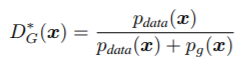 D*_G(x) = p_data(x) / (p_data(x) + p_g(x))